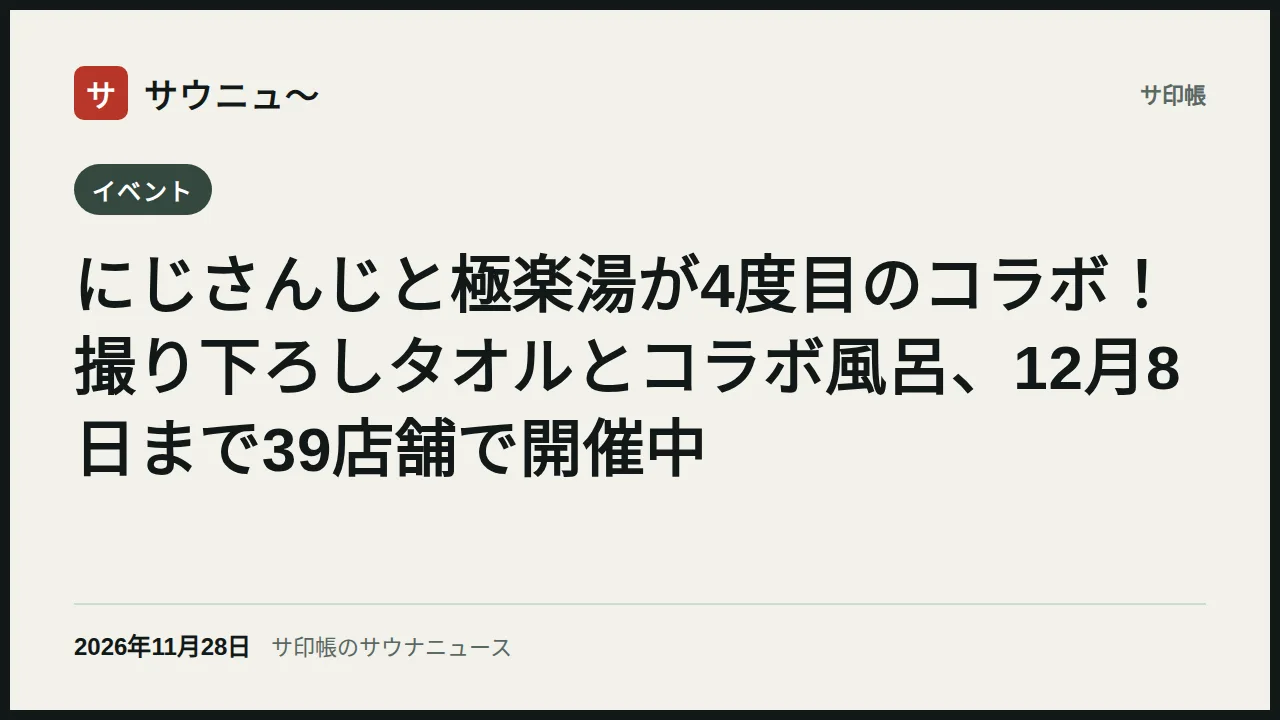 サ サウニュ〜
サ印帳
イベント
にじさんじと極楽湯が4度目のコラボ！
撮り下ろしタオルとコラボ風呂、12月8
日まで39店舗で開催中
2026年11月28日 サ印帳のサウナニュース